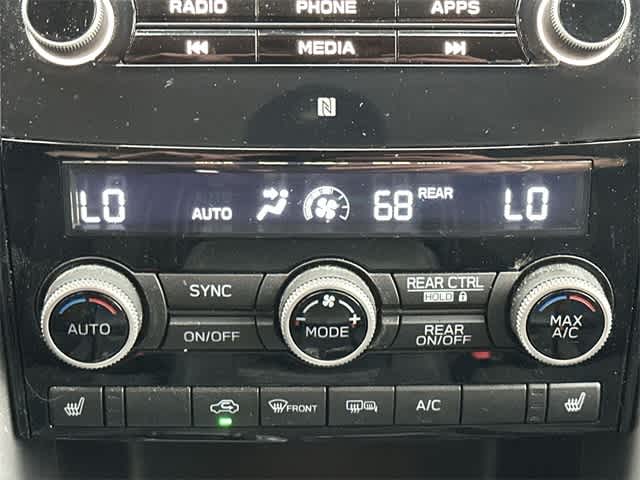 RADIO PHONE APPS
MEDIA
N
LO AUTO 68 REAR LO
SYNC REAR CTRL
HOLD
AUTO MODE MAX
A/C
ON/OFF REAR
ON/OFF
FRONT A/C